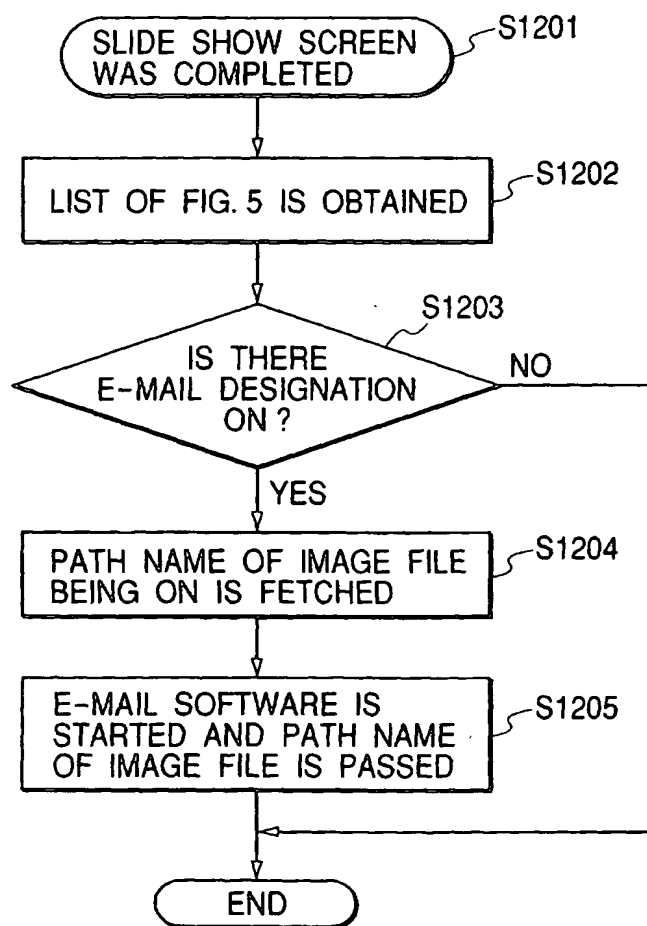 SLIDE SHOW SCREEN
WAS COMPLETED
S1201
LIST OF FIG. 5 IS OBTAINED
S1202
S1203
IS THERE
E-MAIL DESIGNATION
ON ?
NO
YES
PATH NAME OF IMAGE FILE
BEING ON IS FETCHED
S1204
E-MAIL SOFTWARE IS
STARTED AND PATH NAME
OF IMAGE FILE IS PASSED
S1205
END